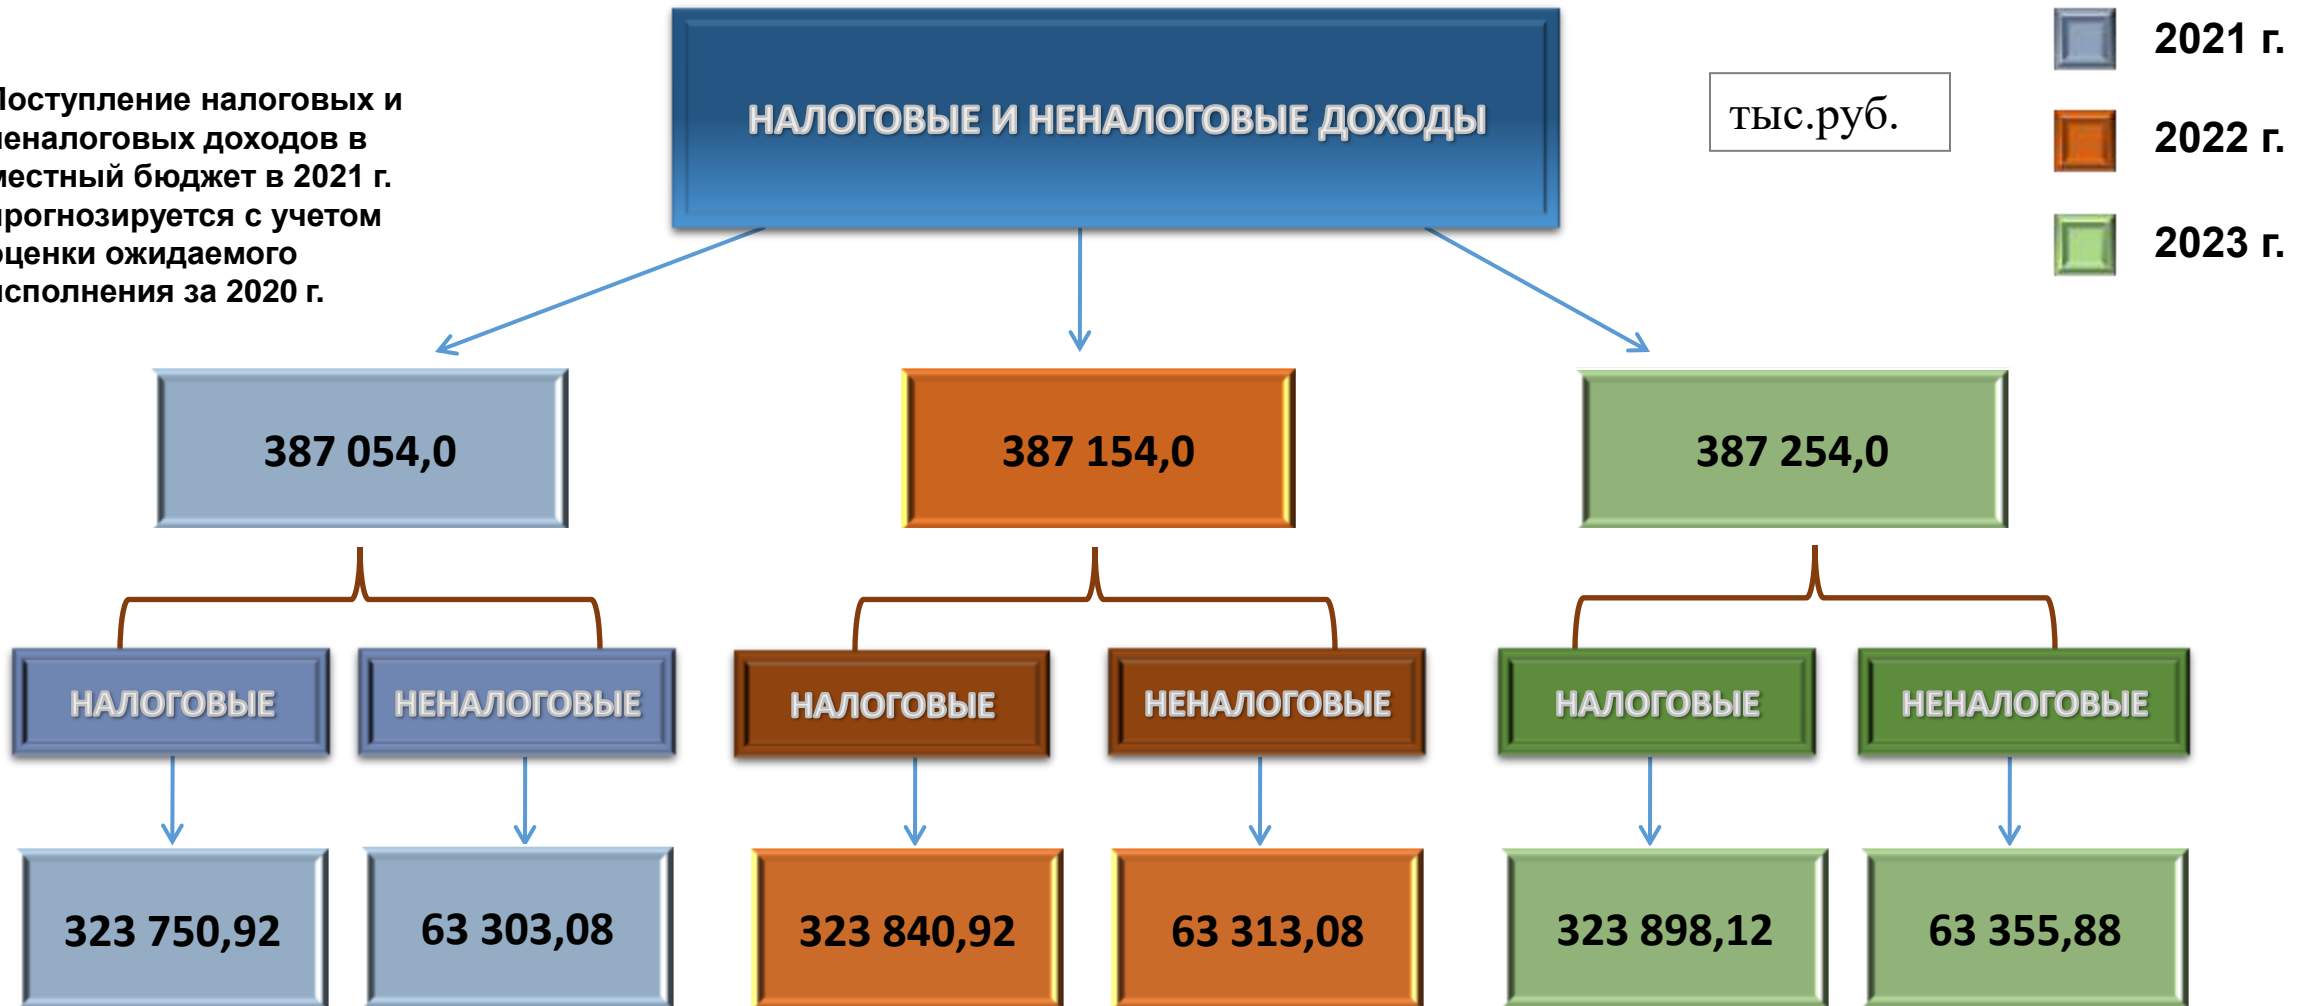 НАЛОГОВЫЕ И НЕНАЛОГОВЫЕ ДОХОДЫ
тыс.руб.
2021 г.
2022 г.
2023 г.
Поступление налоговых и
неналоговых доходов в
местный бюджет в 2021 г.
прогнозируется с учетом
оценки ожидаемого
исполнения за 2020 г.
387 054,0
387 154,0
387 254,0
НАЛОГОВЫЕ
НЕНАЛОГОВЫЕ
НАЛОГОВЫЕ
НЕНАЛОГОВЫЕ
НАЛОГОВЫЕ
НЕНАЛОГОВЫЕ
323 750,92
63 303,08
323 840,92
63 313,08
323 898,12
63 355,88